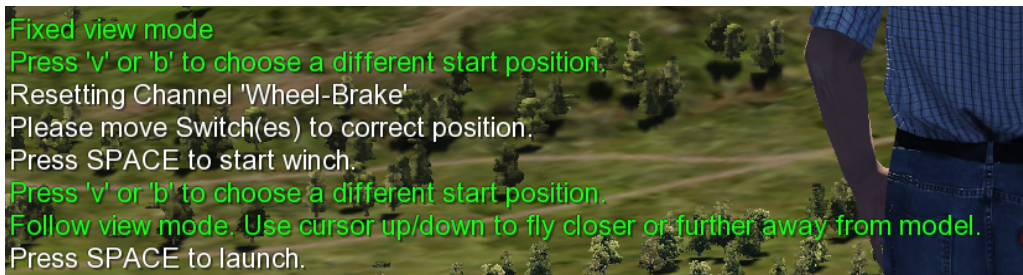 Fixed view mode
Press 'v' or 'b' to choose a different start position.
Resetting Channel 'Wheel-Brake'
Please move Switch(es) to correct position.
Press SPACE to start winch.
Press 'v' or 'b' to choose a different start position.
Follow view mode. Use cursor up/down to fly closer or further away from model.
Press SPACE to launch.